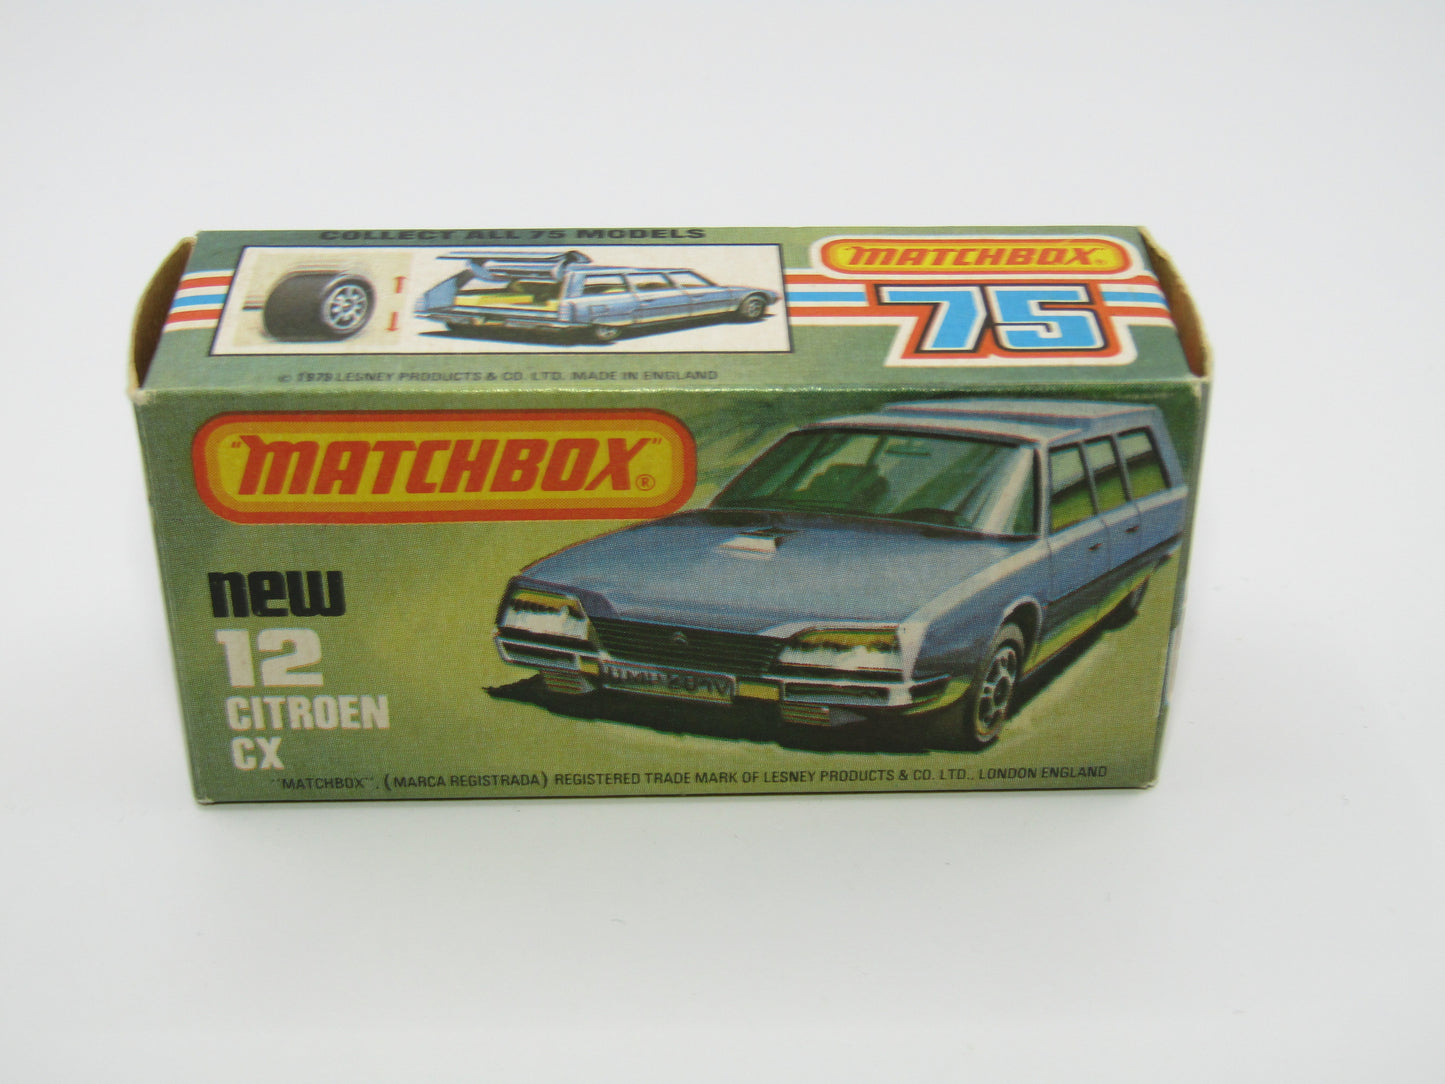 COLLECT ALL 75 MODELS
MATCHBOX®
75
© 1979 LESNEY PRODUCTS & CO. LTD. MADE IN ENGLAND
"MATCHBOX"®
new
12
CITROEN
CX
"MATCHBOX", (MARCA REGISTRADA) REGISTERED TRADE MARK OF LESNEY PRODUCTS & CO. LTD., LONDON ENGLAND